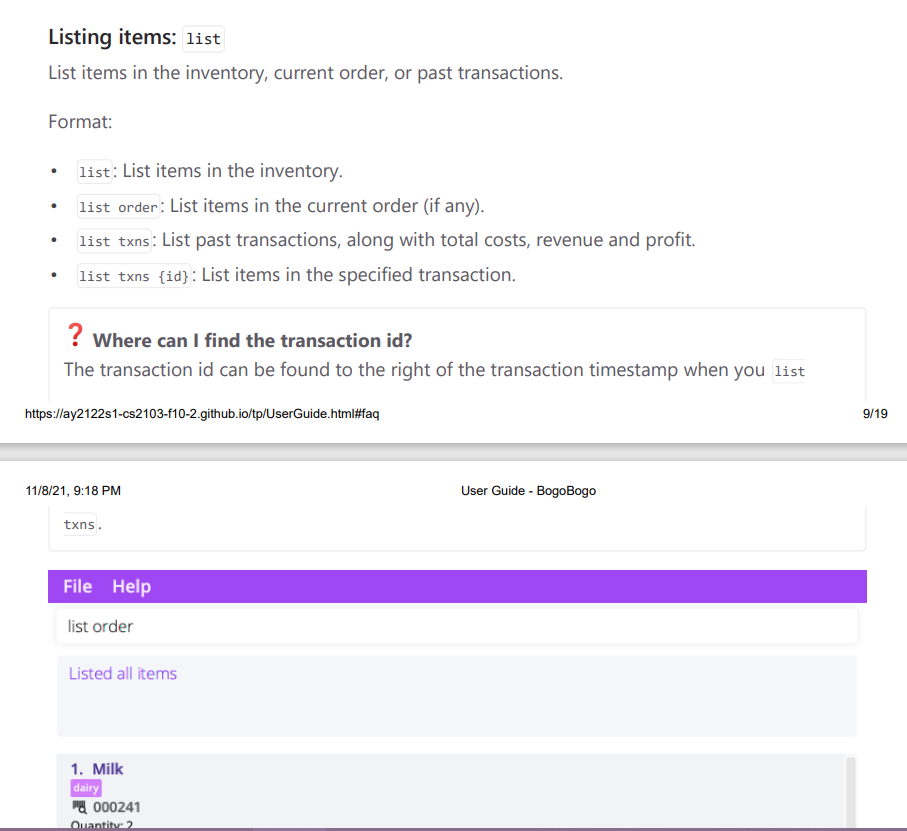 Listing items: list
List items in the inventory, current order, or past transactions.
Format:
• list: List items in the inventory.
• list order: List items in the current order (if any).
• list txns: List past transactions, along with total costs, revenue and profit.
• list txns {id}: List items in the specified transaction.
❓ Where can I find the transaction id?
The transaction id can be found to the right of the transaction timestamp when you list
https://ay2122s1-cs2103-f10-2.github.io/tp/UserGuide.html#faq 9/19
11/8/21, 9:18 PM User Guide - BogoBogo
txns.
File Help
list order
Listed all items
1. Milk
dairy
000241
Quantity: 2